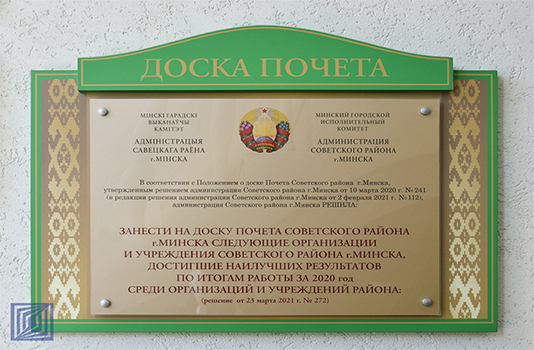 ДОСКА ПОЧЕТА
МІНСКІ ГАРАДСКІ
ВЫКАНАЎЧЫ
КАМІТЭТ
АДМІНІСТРАЦЫЯ
САВЕЦКАГА РАЁНА
г.МІНСКА
МИНСКИЙ ГОРОДСКОЙ
ИСПОЛНИТЕЛЬНЫЙ
КОМИТЕТ
АДМИНИСТРАЦИЯ
СОВЕТСКОГО РАЙОНА
г.МИНСКА
В соответствии с Положением о доске Почета Советского района г.Минска,
утвержденным решением администрации Советского района г.Минска от 10 марта 2020 г. №241
(в редакции решения администрации Советского района г.Минска от 2 февраля 2021 г. №112),
администрация Советского района г.Минска РЕШИЛА:
ЗАНЕСТИ НА ДОСКУ ПОЧЕТА СОВЕТСКОГО РАЙОНА
г.МИНСКА СЛЕДУЮЩИЕ ОРГАНИЗАЦИИ
И УЧРЕЖДЕНИЯ СОВЕТСКОГО РАЙОНА г.МИНСКА,
ДОСТИГШИЕ НАИЛУЧШИХ РЕЗУЛЬТАТОВ
ПО ИТОГАМ РАБОТЫ ЗА 2020 год
СРЕДИ ОРГАНИЗАЦИЙ И УЧРЕЖДЕНИЙ РАЙОНА:
(решение от 23 марта 2021 г. № 272)